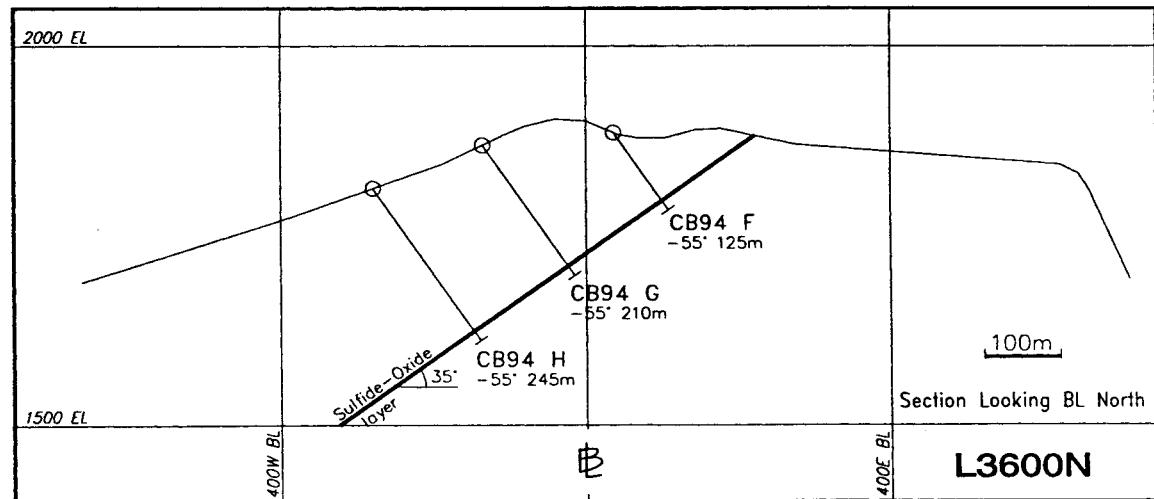 2000 EL
CB94 F
-55° 125m
CB94 G
-55° 210m
CB94 H
-55° 245m
100m
Sulfide-Oxide
layer
35°
Section Looking BL North
1500 EL
400W BL
BL
400E BL
L3600N